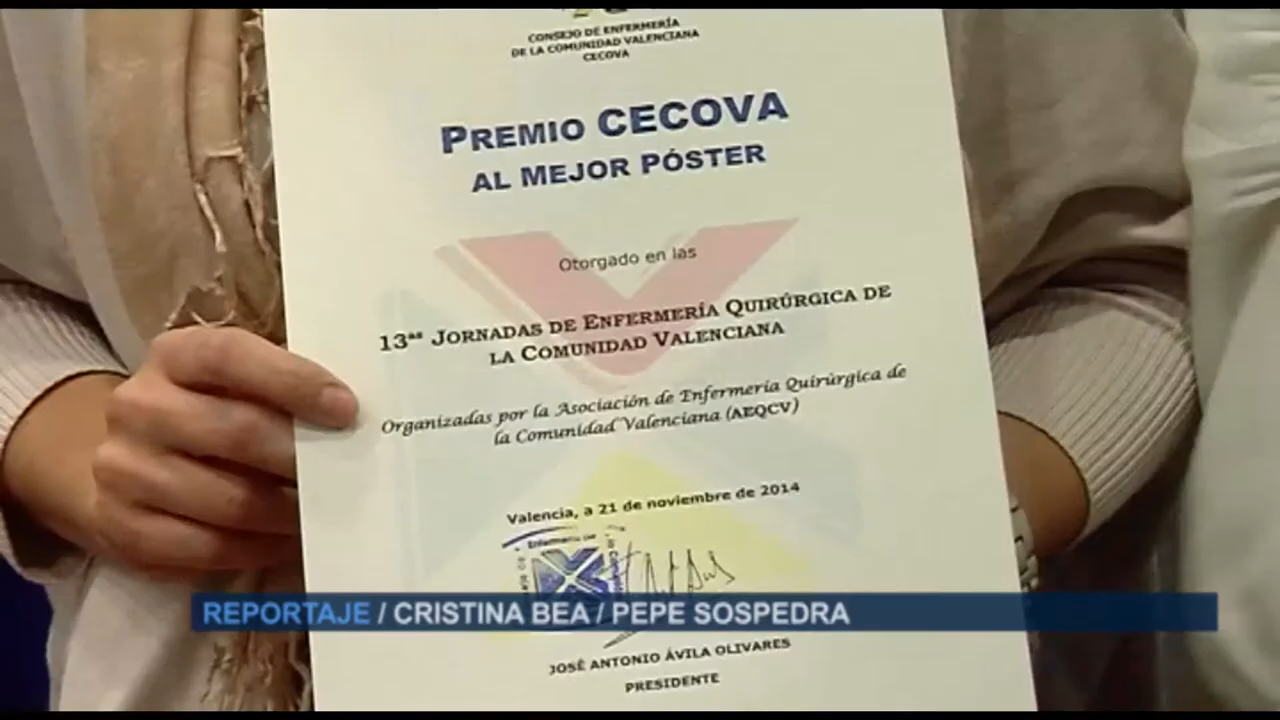 CONSEJO DE ENFERMERÍA
DE LA COMUNIDAD VALENCIANA
CECOVA
PREMIO CECOVA
AL MEJOR PÓSTER
Otorgado en las
13as JORNADAS DE ENFERMERÍA QUIRÚRGICA DE
LA COMUNIDAD VALENCIANA
Organizadas por la Asociación de Enfermería Quirúrgica de
la Comunidad Valenciana (AEQCV)
Valencia, a 21 de noviembre de 2014
REPORTAJE / CRISTINA BEA / PEPE SOSPEDRA
JOSÉ ANTONIO ÁVILA OLIVARES
PRESIDENTE